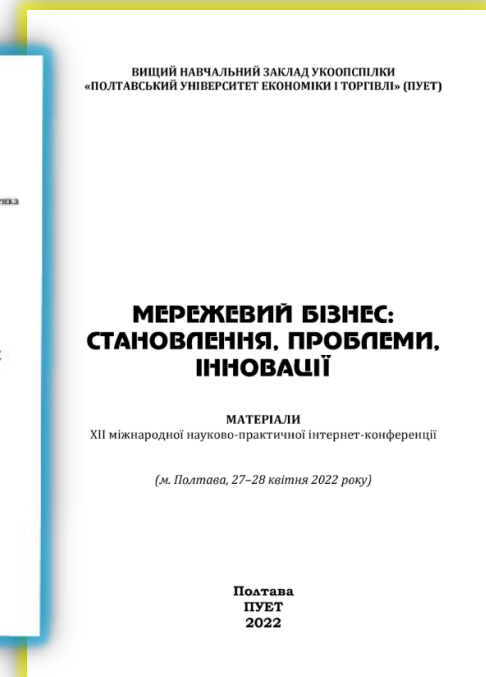 ВИЩИЙ НАВЧАЛЬНИЙ ЗАКЛАД УКООПСПІЛКИ
«ПОЛТАВСЬКИЙ УНІВЕРСИТЕТ ЕКОНОМІКИ І ТОРГІВЛІ» (ПУЕТ)
МЕРЕЖЕВИЙ БІЗНЕС:
СТАНОВЛЕННЯ, ПРОБЛЕМИ,
ІННОВАЦІЇ
МАТЕРІАЛИ
XII міжнародної науково-практичної інтернет-конференції
(м. Полтава, 27–28 квітня 2022 року)
Полтава
ПУЕТ
2022